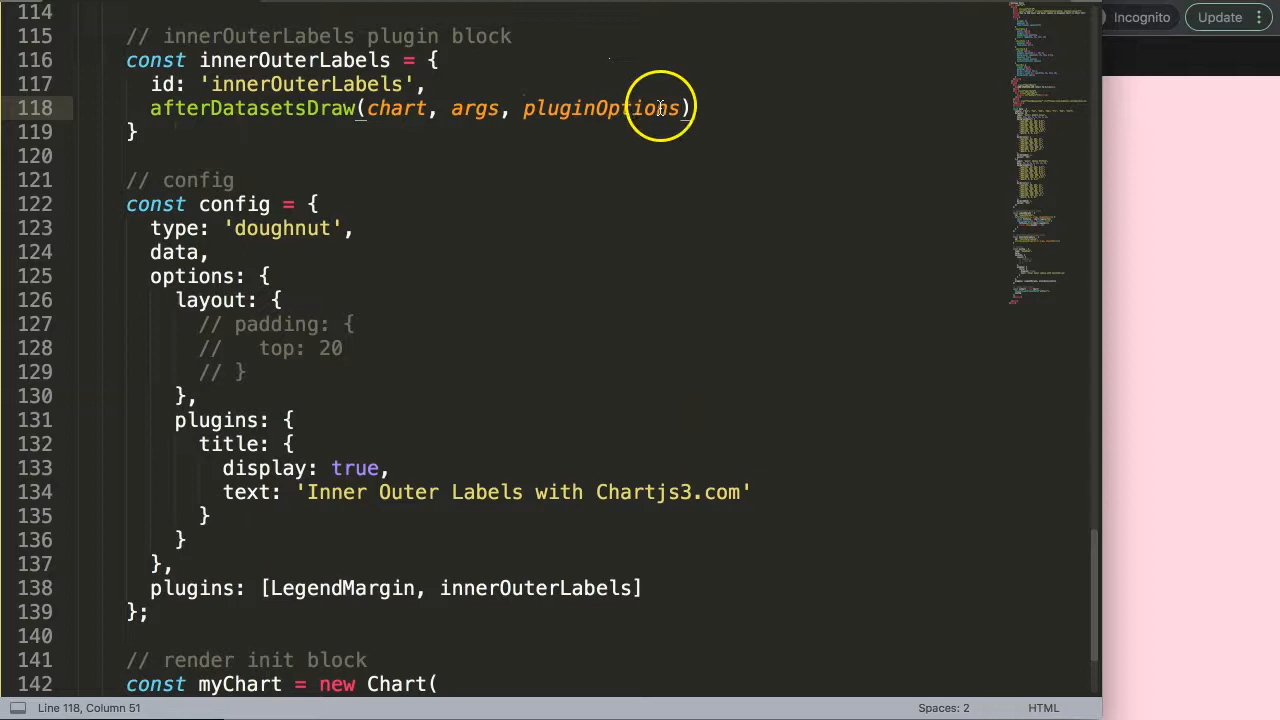 Incognito
Update
114
115 // innerOuterLabels plugin block
116 const innerOuterLabels = {
117 id: 'innerOuterLabels',
118 afterDatasetsDraw(chart, args, pluginOptions)
119 }
120
121 // config
122 const config = {
123 type: 'doughnut',
124 data,
125 options: {
126 layout: {
127 // padding: {
128 //   top: 20
129 // }
130 },
131 plugins: {
132 title: {
133 display: true,
134 text: 'Inner Outer Labels with Chartjs3.com'
135 }
136 }
137 },
138 plugins: [LegendMargin, innerOuterLabels]
139 };
140
141 // render init block
142 const myChart = new Chart(
Line 118, Column 51
Spaces: 2
HTML